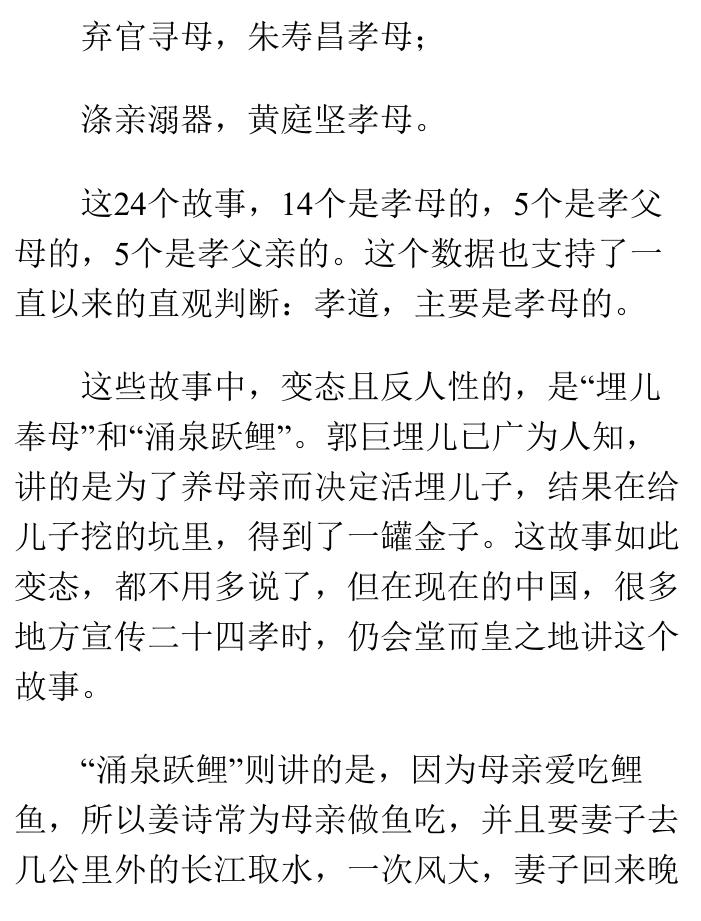 弃官寻母，朱寿昌孝母；
涤亲溺器，黄庭坚孝母。
这24个故事，14个是孝母的，5个是孝父
母的，5个是孝父亲的。这个数据也支持了一
直以来的直观判断：孝道，主要是孝母的。
这些故事中，变态且反人性的，是“埋儿
奉母”和“涌泉跃鲤”。郭巨埋儿已广为人知，
讲的是为了养母亲而决定活埋儿子，结果在给
儿子挖的坑里，得到了一罐金子。这故事如此
变态，都不用多说了，但在现在的中国，很多
地方宣传二十四孝时，仍会堂而皇之地讲这个
故事。
“涌泉跃鲤”则讲的是，因为母亲爱吃鲤
鱼，所以姜诗常为母亲做鱼吃，并且要妻子去
几公里外的长江取水，一次风大，妻子回来晚